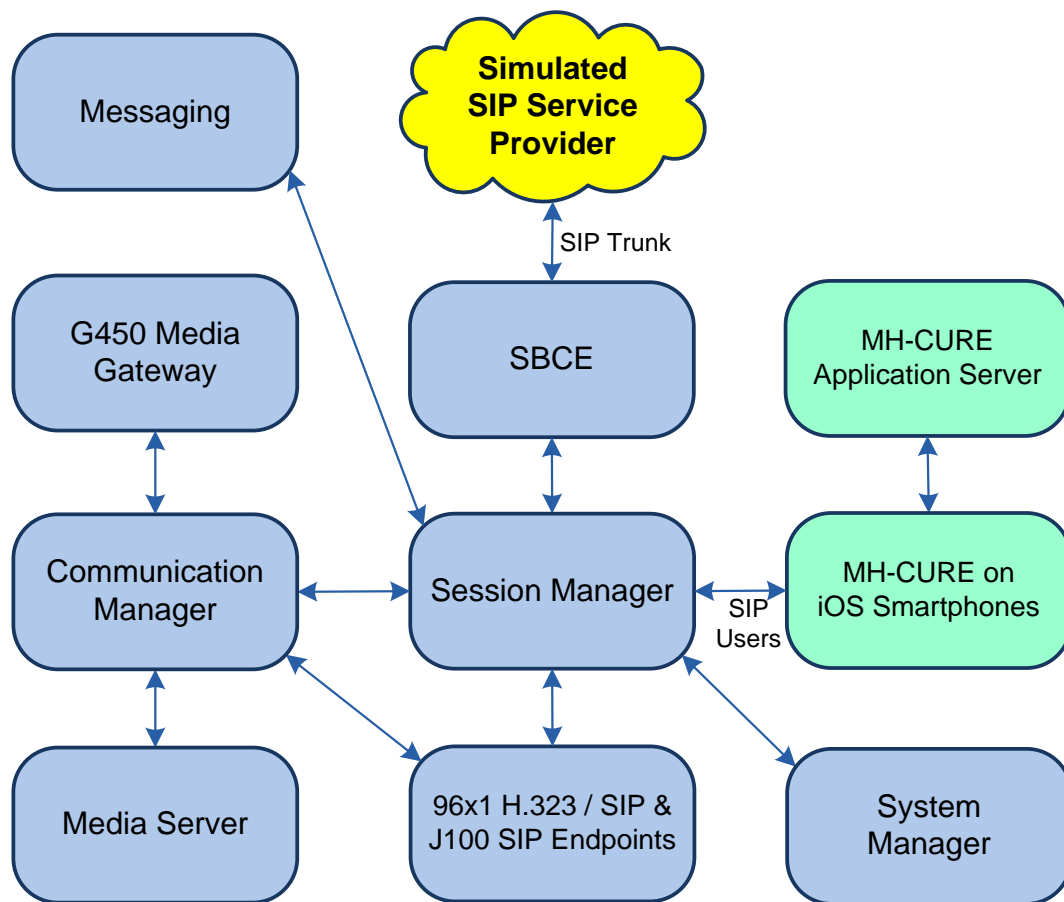 Messaging
Simulated
SIP Service
Provider
SIP Trunk
G450 Media
Gateway
SBCE
MH-CURE
Application Server
Communication
Manager
Session Manager
SIP
Users
MH-CURE on
iOS Smartphones
Media Server
96x1 H.323 / SIP &
J100 SIP Endpoints
System
Manager